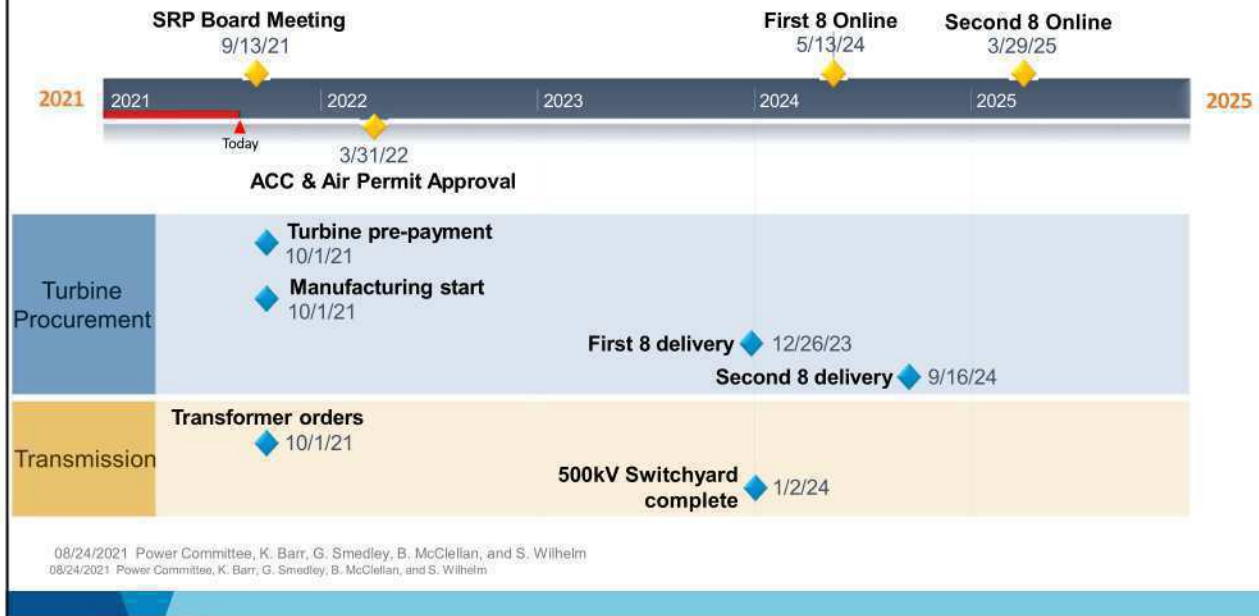 SRP Board Meeting
9/13/21
First 8 Online
5/13/24
Second 8 Online
3/29/25
2021
2021
2022
2023
2024
2025
2025
Today
3/31/22
ACC & Air Permit Approval
Turbine
Procurement
Turbine pre-payment
10/1/21
Manufacturing start
10/1/21
First 8 delivery
12/26/23
Second 8 delivery
9/16/24
Transmission
Transformer orders
10/1/21
500kV Switchyard
complete
1/2/24
08/24/2021 Power Committee, K. Barr, G. Smedley, B. McClellan, and S. Wilhelm
08/24/2021 Power Committee, K. Barr, G. Smedley, B. McClellan, and S. Wilhelm